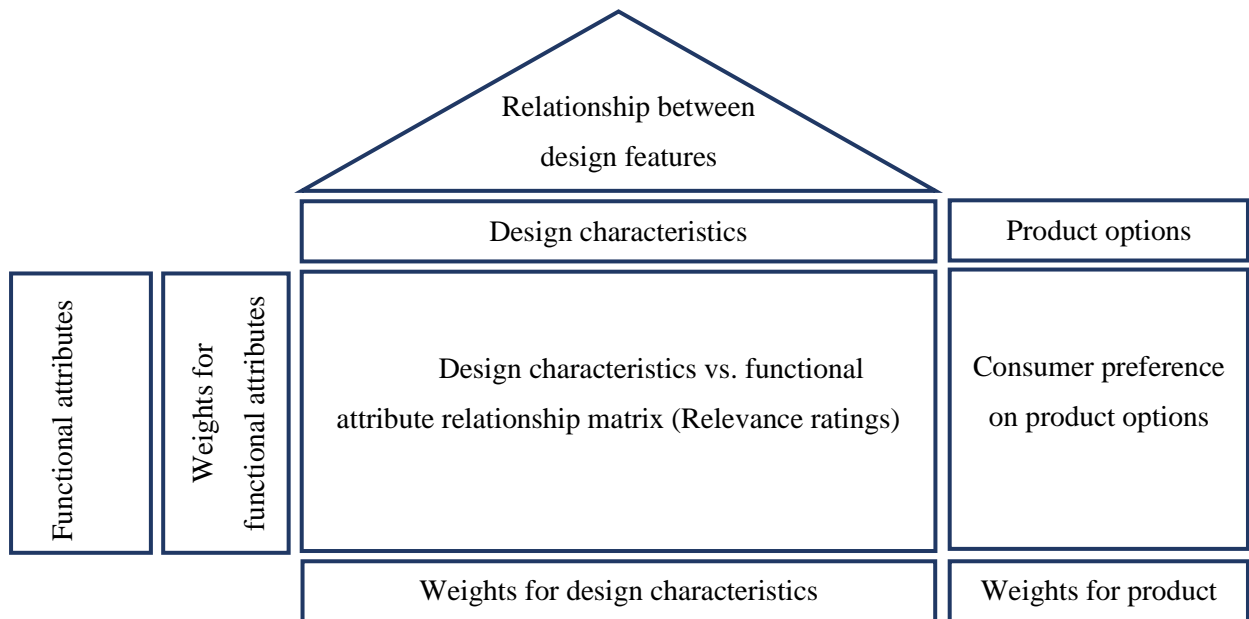 Relationship between
design features
Design characteristics
Product options
Functional attributes
Weights for
functional attributes
Design characteristics vs. functional
attribute relationship matrix (Relevance ratings)
Consumer preference
on product options
Weights for design characteristics
Weights for product